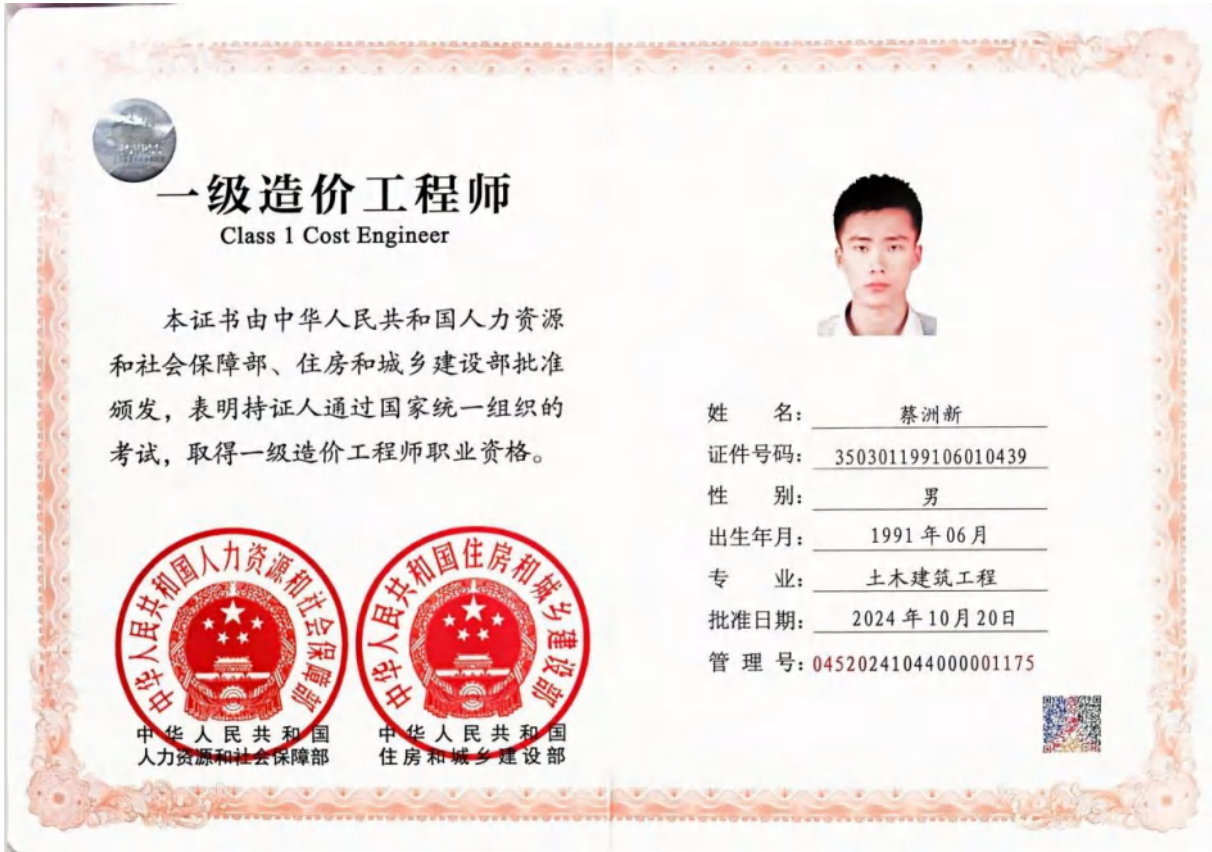 一级造价工程师
Class 1 Cost Engineer
本证书由中华人民共和国人力资源
和社会保障部、住房和城乡建设部批准
颁发，表明持证人通过国家统一组织的
考试，取得一级造价工程师职业资格。
中华人民共和国人力资源和社会保障部
中华人民共和国
人力资源和社会保障部
中华人民共和国住房和城乡建设部
中华人民共和国
住房和城乡建设部
姓名：蔡洲新
证件号码：350301199106010439
性别：男
出生年月：1991年06月
专业：土木建筑工程
批准日期：2024年10月20日
管理号：04520241044000001175